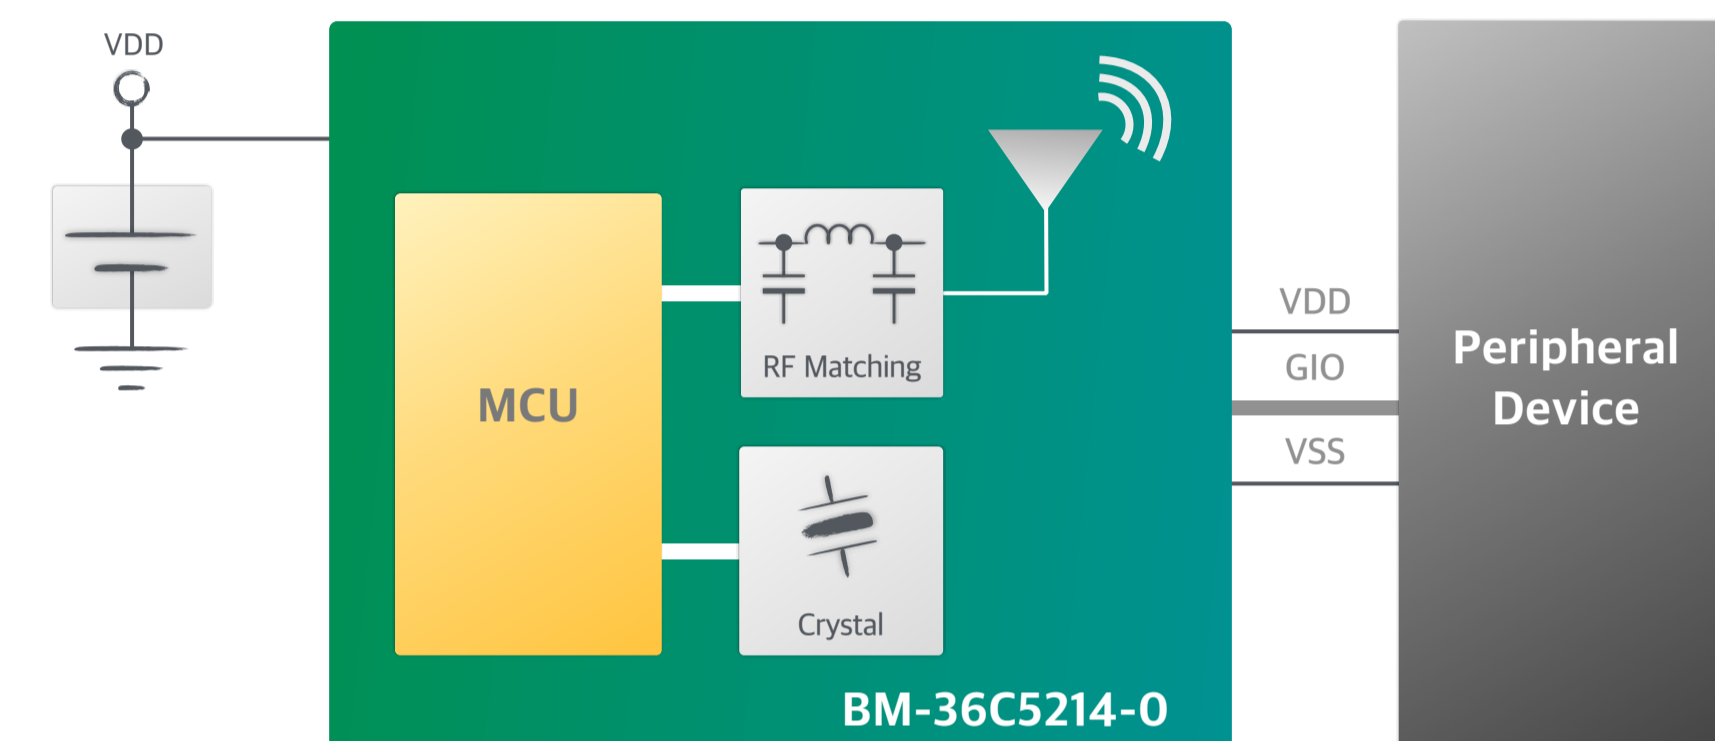 VDD
MCU
RF Matching
Crystal
BM-36C5214-0
VDD
GIO
VSS
Peripheral
Device